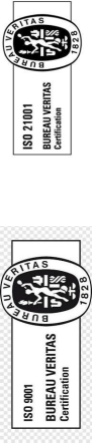 BUREAU VERITAS
1828
ISO 21001
BUREAU VERITAS
Certification
BUREAU VERITAS
1828
ISO 9001
BUREAU VERITAS
Certification